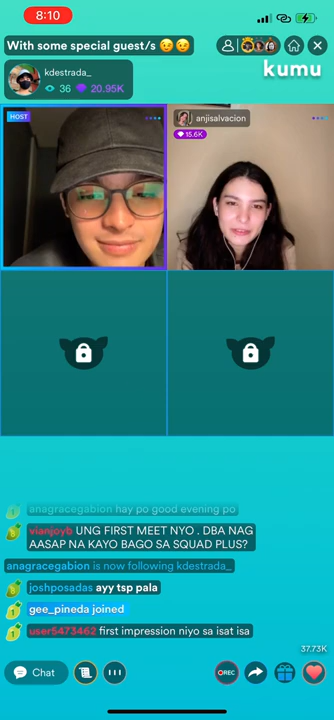 8:10
With some special guest/s 😉😉
kdestrada_
36 20.95K
kumu
HOST
anjisalvacion
15.6K
anagracegabion hay po good evening po
vianjoyb UNG FIRST MEET NYO . DBA NAG
AASAP NA KAYO BAGO SA SQUAD PLUS?
anagracegabion is now following kdestrada_
joshposadas ayy tsp pala
gee_pineda joined
user5473462 first impression niyo sa isat isa
37.73K
Chat
REC